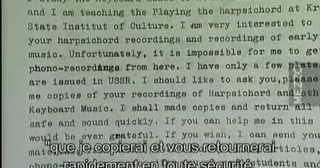 and I am teaching the Playing the harpsichord at Kr
State Institut of Culture. I am very interested to
your harpsichord recordings and recordings of early
music. Unfortunately, it is impossible for me to get
phono-recordings from here. I have only a few plates
are issued in USSR. I should like to ask you, please
me copies of your recordings of Harpsichord and oth
Keyboard Music. I shall made copies and return all
safe and sound quickly. If you can help me in this
would be ever grateful. If you wish, I can send you
"que je copierai et vous retournerai
rapidement en toute sécurité.